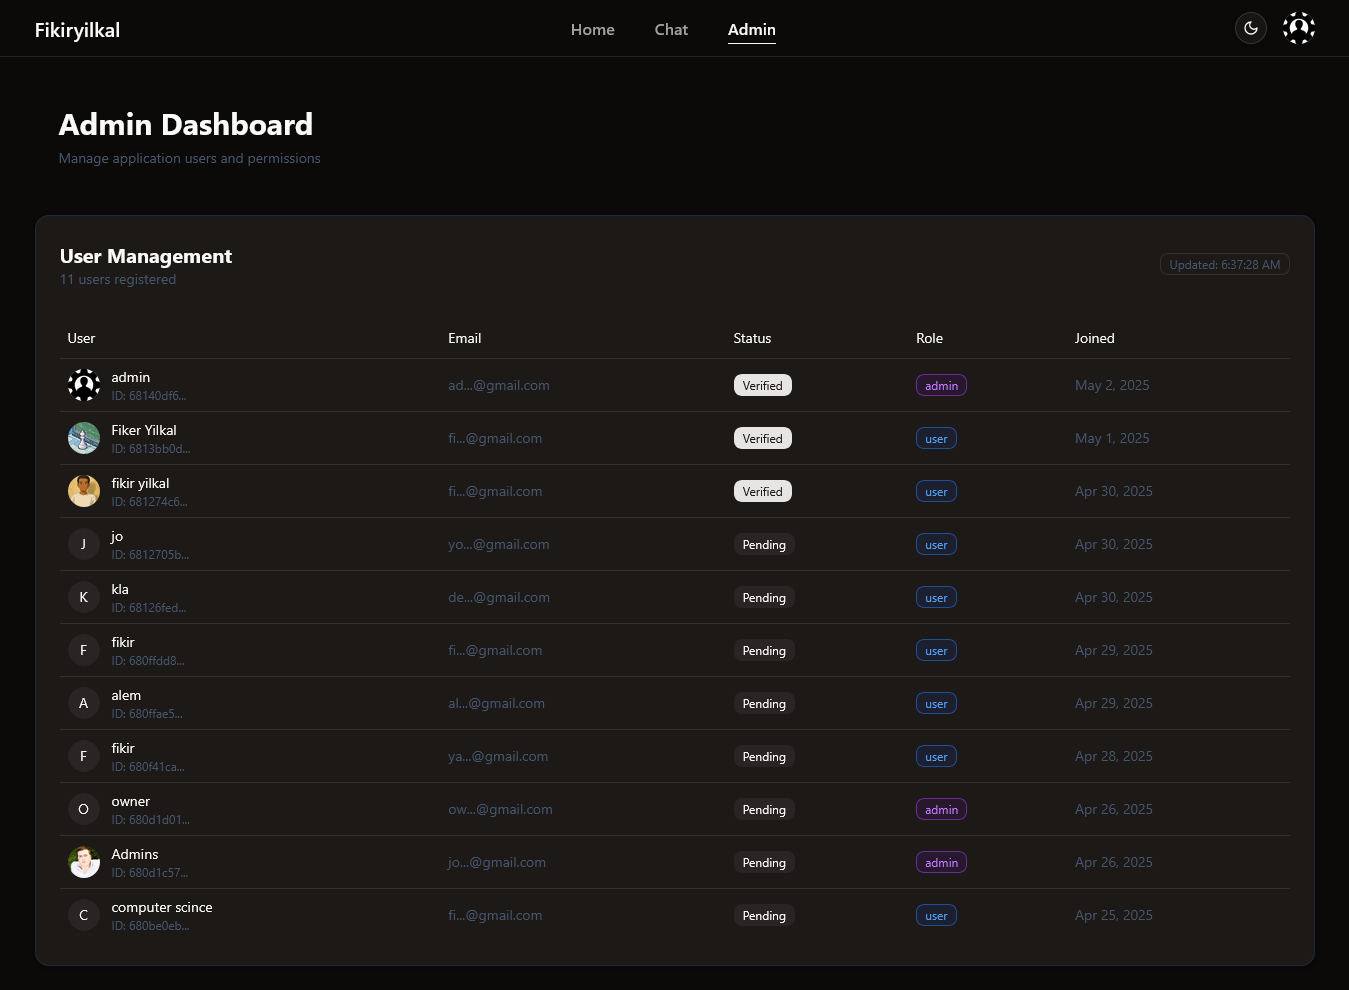 Fikiryilkal
Home Chat Admin
Admin Dashboard
Manage application users and permissions
User Management
11 users registered
Updated: 6:37:28 AM
User Email Status Role Joined
admin
ID: 68140df6...
ad...@gmail.com Verified admin May 2, 2025
Fiker Yilkal
ID: 6813bb0d...
fi...@gmail.com Verified user May 1, 2025
fikir yilkal
ID: 681274c6...
fi...@gmail.com Verified user Apr 30, 2025
J
jo
ID: 6812705b...
yo...@gmail.com Pending user Apr 30, 2025
K
kla
ID: 68126fed...
de...@gmail.com Pending user Apr 30, 2025
F
fikir
ID: 680ffdd8...
fi...@gmail.com Pending user Apr 29, 2025
A
alem
ID: 680ffae5...
al...@gmail.com Pending user Apr 29, 2025
F
fikir
ID: 680f41ca...
ya...@gmail.com Pending user Apr 28, 2025
O
owner
ID: 680d1d01...
ow...@gmail.com Pending admin Apr 26, 2025
Admins
ID: 680d1c57...
jo...@gmail.com Pending admin Apr 26, 2025
C
computer scince
ID: 680be0eb...
fi...@gmail.com Pending user Apr 25, 2025